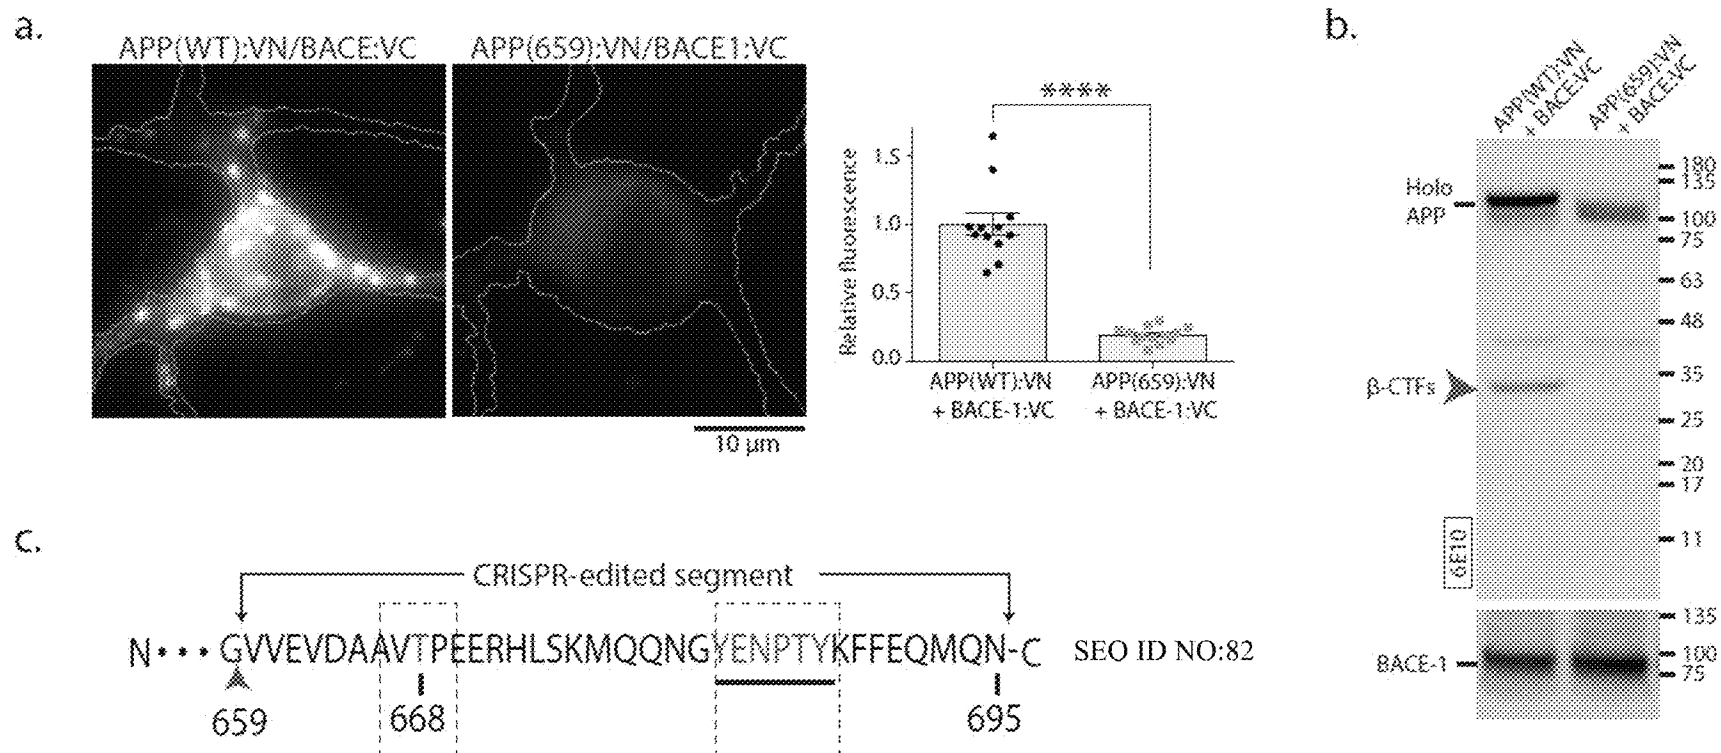 a.
APP(WT):VN/BACE:VC
APP(659):VN/BACE1:VC
10 µm
****
Relative fluorescence
1.5
1.0
0.5
0.0
APP(WT):VN
+ BACE-1:VC
APP(659):VN
+ BACE-1:VC
b.
APP(WT):VN
+ BACE:VC
APP(659):VN
+ BACE:VC
Holo
APP
β-CTFs
6E10
BACE-1
180
135
100
75
63
48
35
25
20
17
11
135
100
75
c.
CRISPR-edited segment
N··· GVVEVDAAVTPEERHLSKMQQNGYENPTYKFFEQMQN-C SEQ ID NO:82
659
668
695